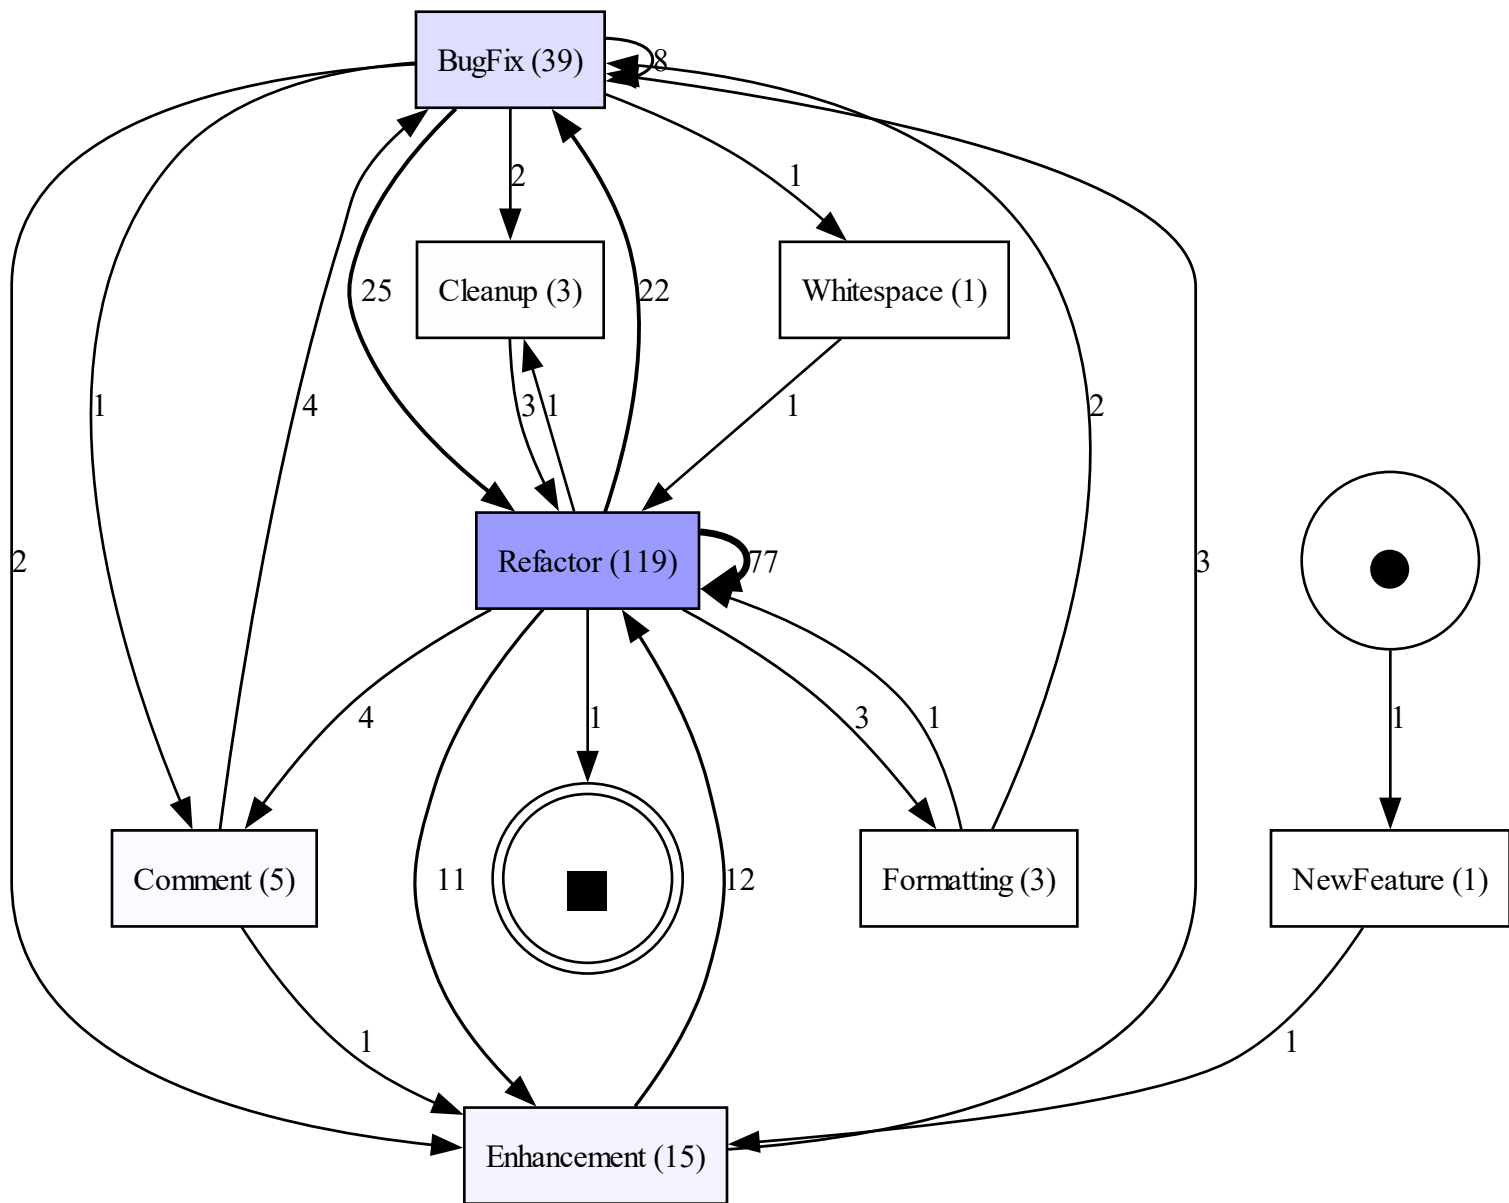 BugFix (39)
8
2
1
Cleanup (3)
Whitespace (1)
25
22
1
4
3
1
1
2
2
Refactor (119)
77
3
4
1
3
1
1
Comment (5)
11
12
Formatting (3)
NewFeature (1)
1
1
Enhancement (15)